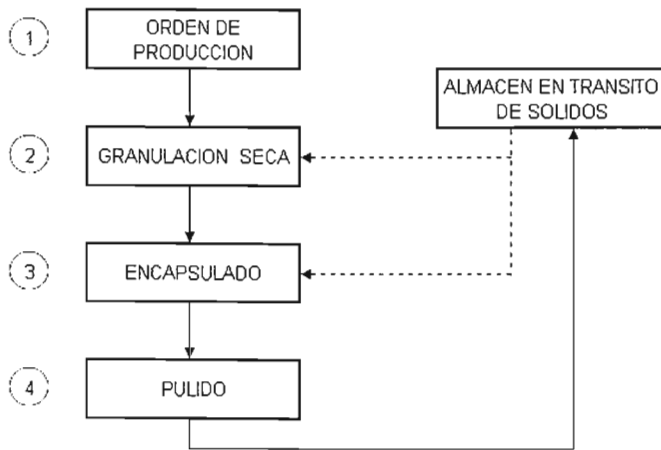 1
ORDEN DE
PRODUCCION
ALMACEN EN TRANSITO
DE SOLIDOS
2
GRANULACION SECA
3
ENCAPSULADO
4
PULIDO